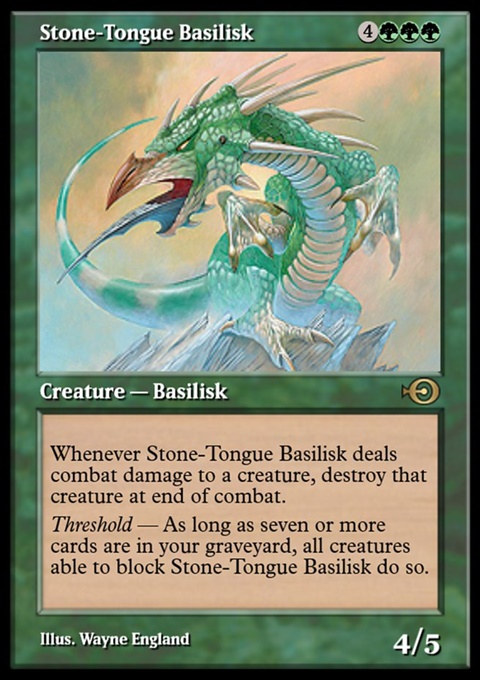 Stone-Tongue Basilisk 4
Creature — Basilisk
Whenever Stone-Tongue Basilisk deals
combat damage to a creature, destroy that
creature at end of combat.
Threshold — As long as seven or more
cards are in your graveyard, all creatures
able to block Stone-Tongue Basilisk do so.
Illus. Wayne England
4/5